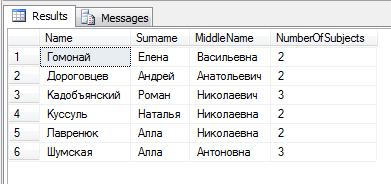 Results Messages
Name Surname MiddleName NumberOfSubjects
1 Гомонай Елена Васильевна 2
2 Дороговцев Андрей Анатольевич 2
3 Кадобъянский Роман Николаевич 3
4 Куссуль Наталья Николаевна 2
5 Лавренюк Алла Николаевна 2
6 Шумская Алла Антоновна 3